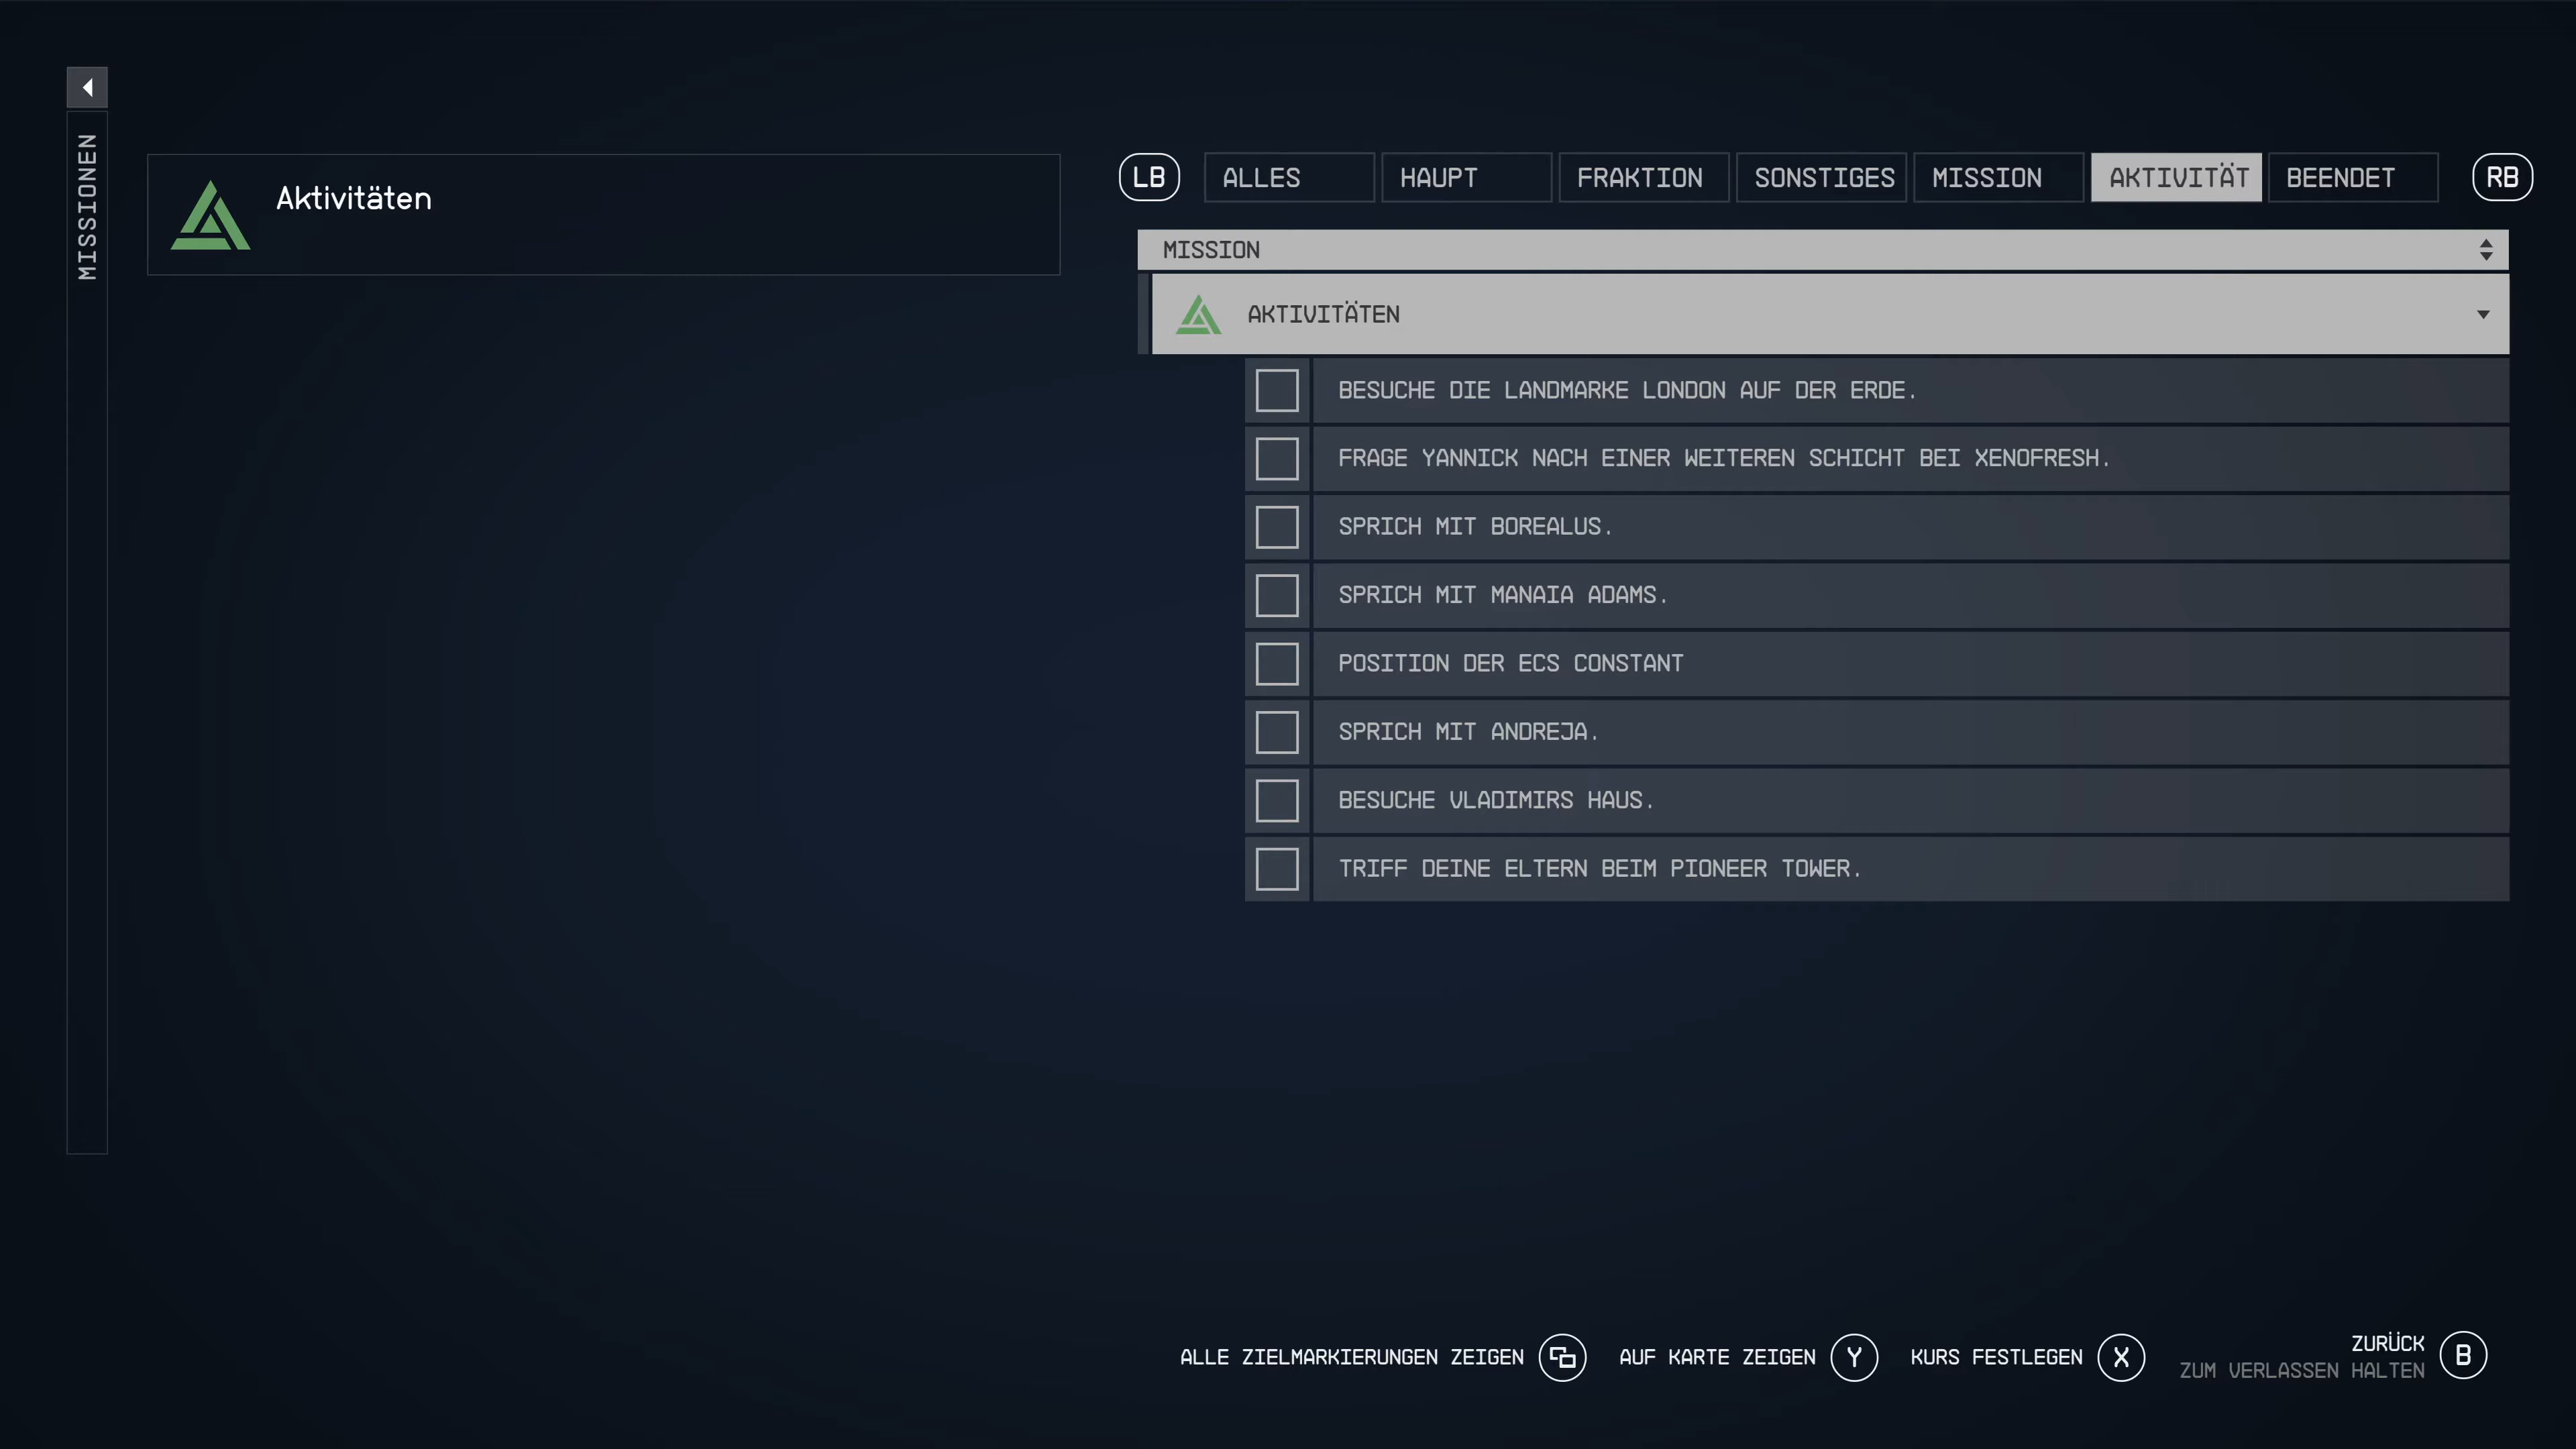 MISSIONEN
Aktivitäten
LB ALLES HAUPT FRAKTION SONSTIGES MISSION AKTIVITÄT BEENDET RB
MISSION
AKTIVITÄTEN
BESUCHE DIE LANDMARKE LONDON AUF DER ERDE.
FRAGE YANNICK NACH EINER WEITEREN SCHICHT BEI XENOFRESH.
SPRICH MIT BOREALUS.
SPRICH MIT MANAIA ADAMS.
POSITION DER ECS CONSTANT
SPRICH MIT ANDREJA.
BESUCHE VLADIMIRS HAUS.
TRIFF DEINE ELTERN BEIM PIONEER TOWER.
ALLE ZIELMARKIERUNGEN ZEIGEN AUF KARTE ZEIGEN Y KURS FESTLEGEN X ZURÜCK B
ZUM VERLASSEN HALTEN